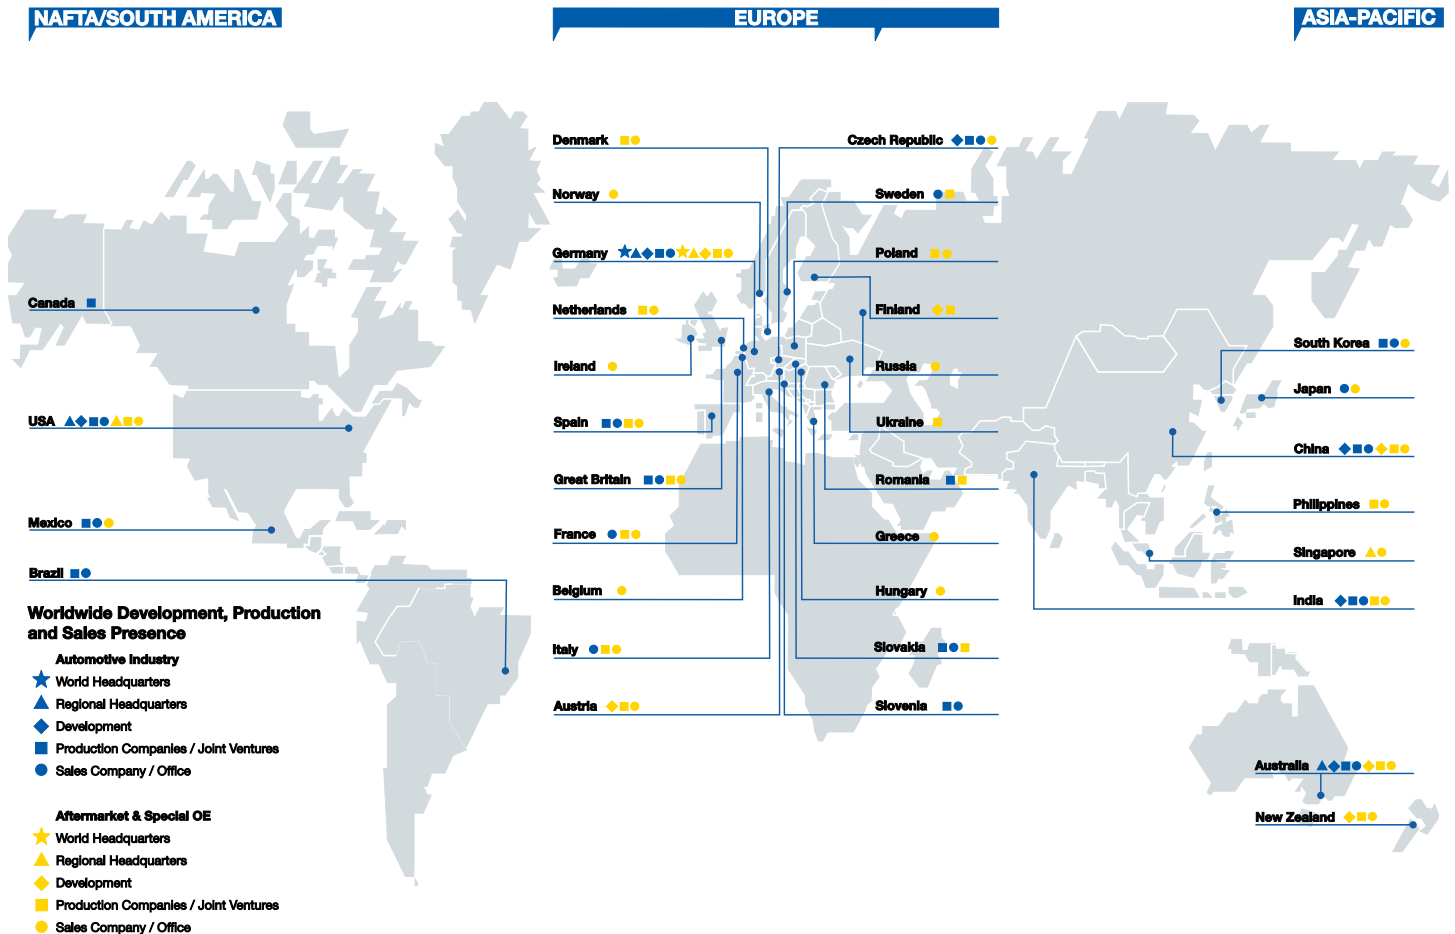 NAFTA/SOUTH AMERICA
EUROPE
ASIA-PACIFIC
Canada
USA
Mexico
Brazil
Denmark
Norway
Germany
Netherlands
Ireland
Spain
Great Britain
France
Belgium
Italy
Austria
Czech Republic
Sweden
Poland
Finland
Russia
Ukraine
Romania
Greece
Hungary
Slovakia
Slovenia
South Korea
Japan
China
Philippines
Singapore
India
Australia
New Zealand
Worldwide Development, Production
and Sales Presence
Automotive Industry
World Headquarters
Regional Headquarters
Development
Production Companies / Joint Ventures
Sales Company / Office
Aftermarket & Special OE
World Headquarters
Regional Headquarters
Development
Production Companies / Joint Ventures
Sales Company / Office